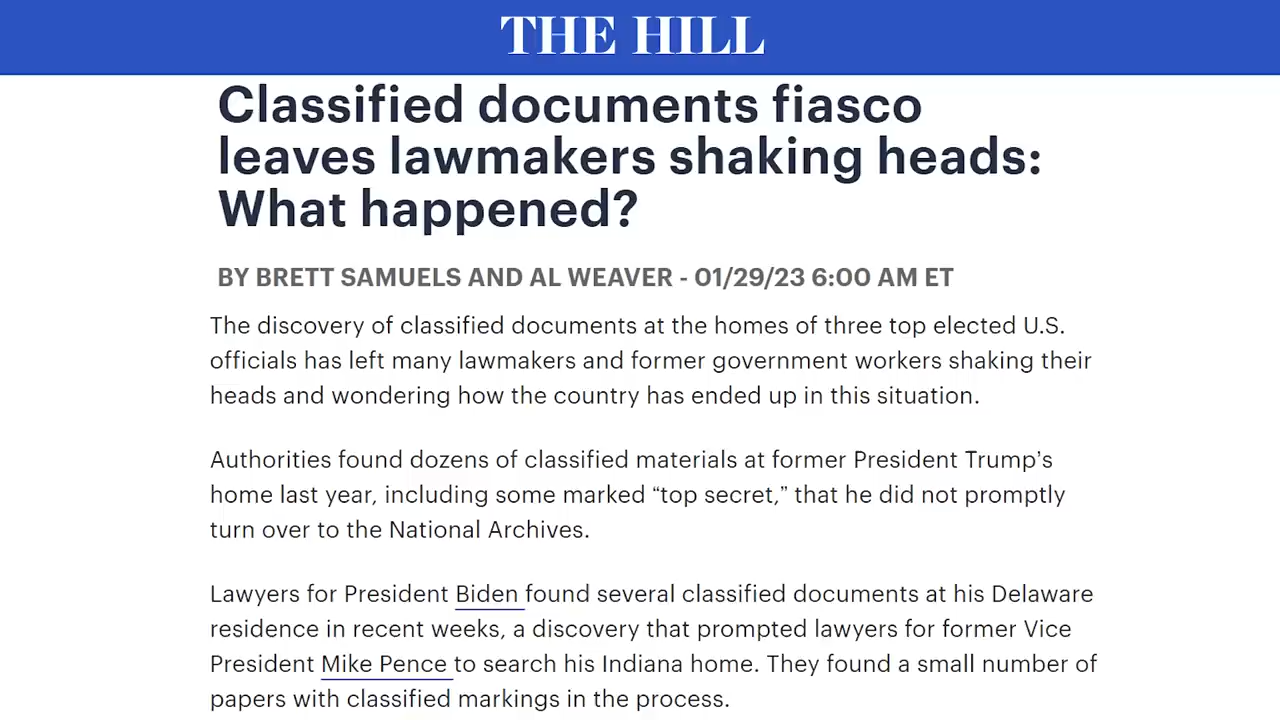 THE HILL
Classified documents fiasco
leaves lawmakers shaking heads:
What happened?
BY BRETT SAMUELS AND AL WEAVER - 01/29/23 6:00 AM ET
The discovery of classified documents at the homes of three top elected U.S.
officials has left many lawmakers and former government workers shaking their
heads and wondering how the country has ended up in this situation.
Authorities found dozens of classified materials at former President Trump’s
home last year, including some marked “top secret,” that he did not promptly
turn over to the National Archives.
Lawyers for President Biden found several classified documents at his Delaware
residence in recent weeks, a discovery that prompted lawyers for former Vice
President Mike Pence to search his Indiana home. They found a small number of
papers with classified markings in the process.